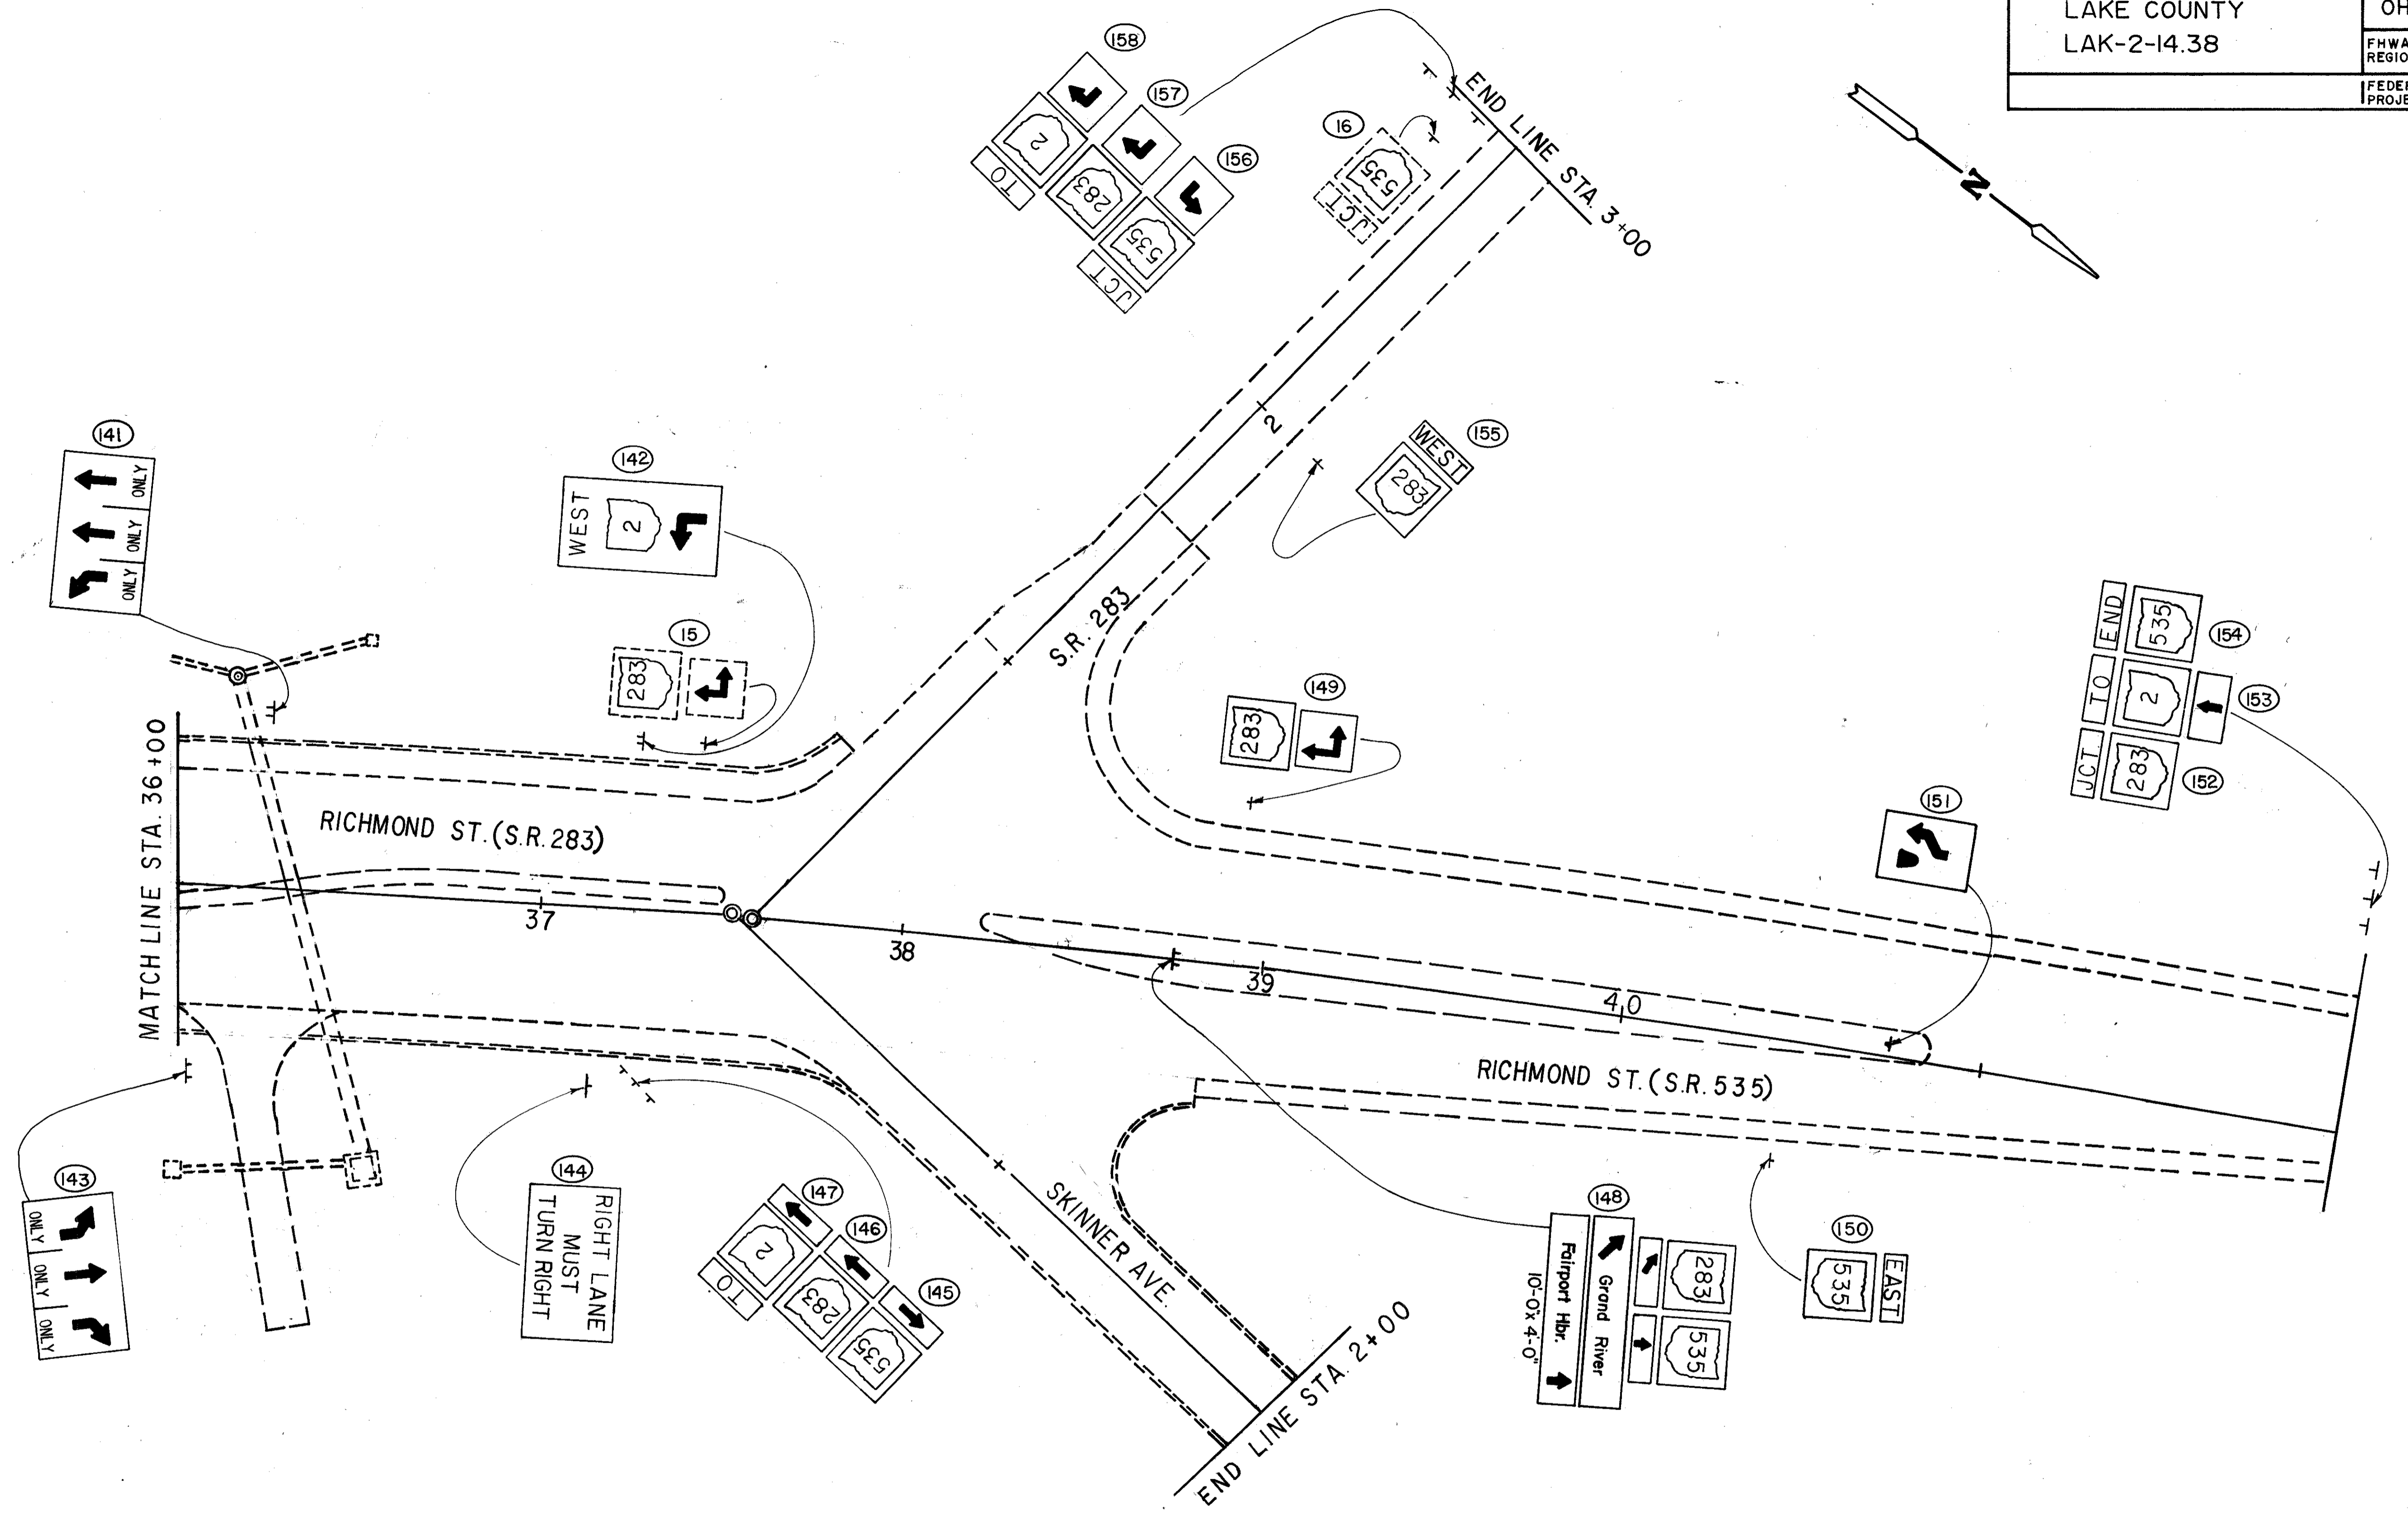 LAKE COUNTY
LAK-2-14.38
OH
FHWA
REGIO
FEDE
PROJE
N
158
2
TO
157
283
156
535
JCT
16
535
JCT
END LINE STA. 3+00
2
1
S.R. 283
155
WEST
283
141
ONLY
ONLY
ONLY
142
WEST
2
15
283
149
283
154
END
535
153
TO
2
152
JCT
283
151
MATCH LINE STA. 36+00
RICHMOND ST. (S.R. 283)
37
38
39
40
RICHMOND ST. (S.R. 535)
143
ONLY
ONLY
ONLY
144
RIGHT LANE
MUST
TURN RIGHT
147
2
TO
146
283
145
535
SKINNER AVE.
END LINE STA. 2+00
148
283
535
Grand River
Fairport Hbr.
10'-0"x 4'-0"
150
EAST
535